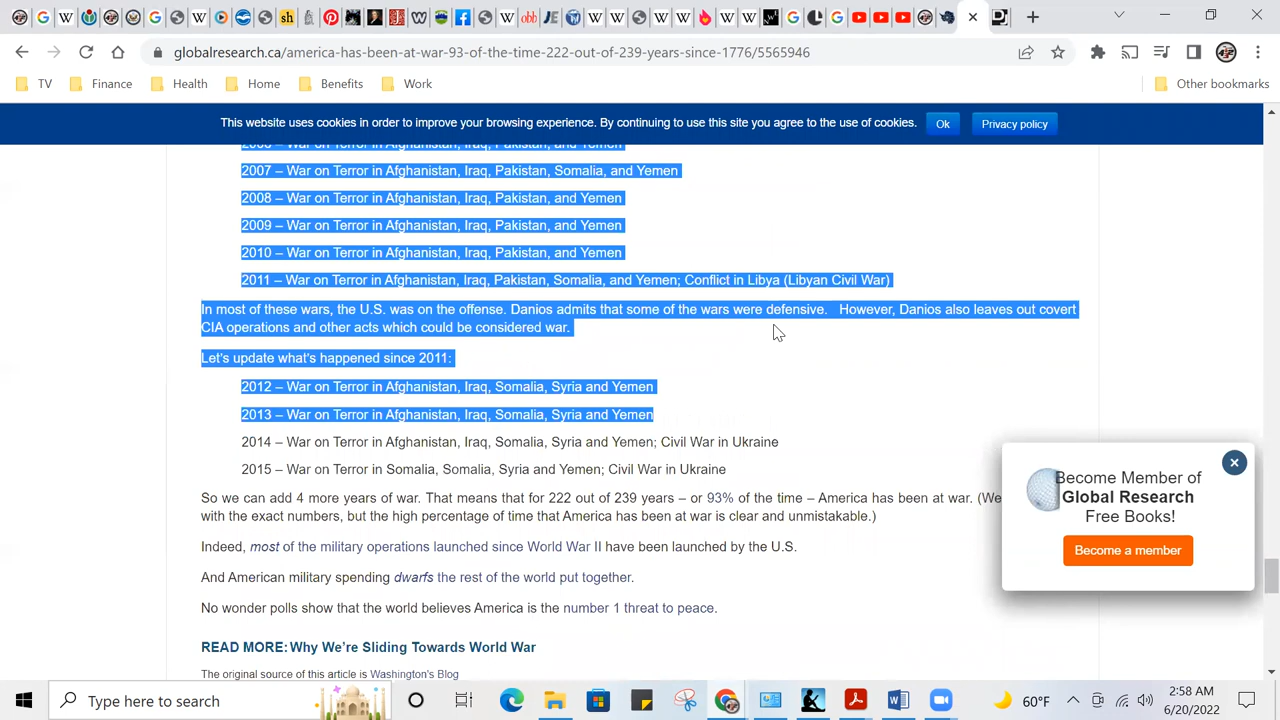 globalresearch.ca/america-has-been-at-war-93-of-the-time-222-out-of-239-years-since-1776/5565946
TV Finance Health Home Benefits Work Other bookmarks
This website uses cookies in order to improve your browsing experience. By continuing to use this site you agree to the use of cookies. Ok Privacy policy
2007 – War on Terror in Afghanistan, Iraq, Pakistan, Somalia, and Yemen
2008 – War on Terror in Afghanistan, Iraq, Pakistan, and Yemen
2009 – War on Terror in Afghanistan, Iraq, Pakistan, and Yemen
2010 – War on Terror in Afghanistan, Iraq, Pakistan, and Yemen
2011 – War on Terror in Afghanistan, Iraq, Pakistan, Somalia, and Yemen; Conflict in Libya (Libyan Civil War)
In most of these wars, the U.S. was on the offense. Danios admits that some of the wars were defensive. However, Danios also leaves out covert
CIA operations and other acts which could be considered war.
Let's update what's happened since 2011:
2012 – War on Terror in Afghanistan, Iraq, Somalia, Syria and Yemen
2013 – War on Terror in Afghanistan, Iraq, Somalia, Syria and Yemen
2014 – War on Terror in Afghanistan, Iraq, Somalia, Syria and Yemen; Civil War in Ukraine
2015 – War on Terror in Somalia, Somalia, Syria and Yemen; Civil War in Ukraine
So we can add 4 more years of war. That means that for 222 out of 239 years – or 93% of the time – America has been at war. (We
with the exact numbers, but the high percentage of time that America has been at war is clear and unmistakable.)
Indeed, most of the military operations launched since World War II have been launched by the U.S.
And American military spending dwarfs the rest of the world put together.
No wonder polls show that the world believes America is the number 1 threat to peace.
READ MORE: Why We're Sliding Towards World War
The original source of this article is Washington's Blog
Become Member of
Global Research
Free Books!
Become a member
Type here to search
60°F
2:58 AM
6/20/2022